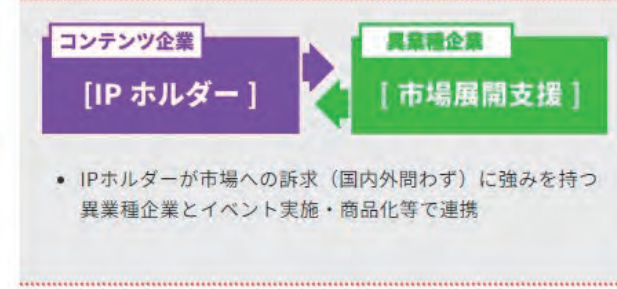 コンテンツ企業
異業種企業
[IP ホルダー]
[ 市場展開支援 ]
• IPホルダーが市場への訴求（国内外問わず）に強みを持つ
異業種企業とイベント実施・商品化等で連携